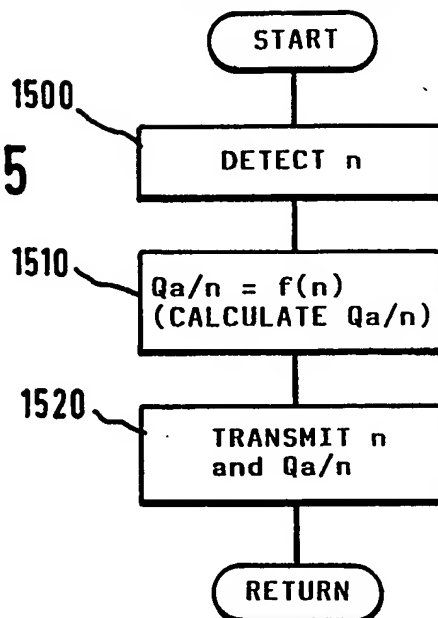 START
1500
DETECT n
5
1510
Qa/n = f(n)
(CALCULATE Qa/n)
1520
TRANSMIT n
and Qa/n
RETURN